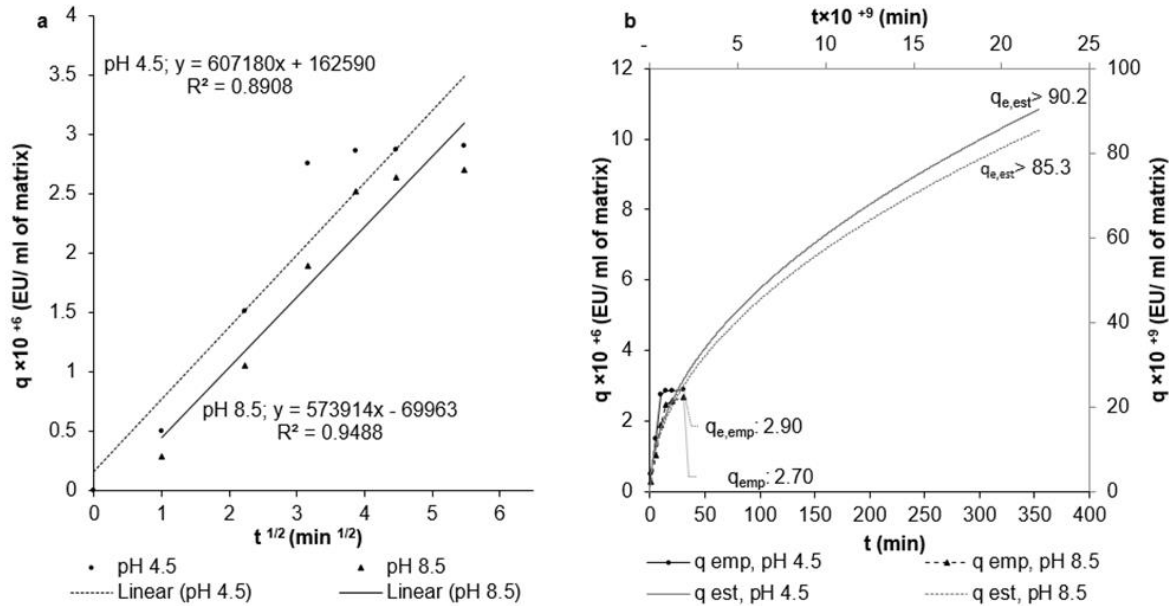 a
pH 4.5; y = 607180x + 162590
R² = 0.8908
4
3.5
3
2.5
2
1.5
1
0.5
0
q ×10 +6 (EU/ ml of matrix)
pH 8.5; y = 573914x - 69963
R² = 0.9488
0 1 2 3 4 5 6
t 1/2 (min 1/2)
pH 4.5
pH 8.5
Linear (pH 4.5)
Linear (pH 8.5)
b
t×10 +9 (min)
- 5 10 15 20 25
12
10
8
6
4
2
0
q ×10 +6 (EU/ ml of matrix)
100
80
60
40
20
0
q ×10 +9 (EU/ ml of matrix)
qe,est> 90.2
qe,est> 85.3
qe,emp: 2.90
qemp: 2.70
0 50 100 150 200 250 300 350 400
t (min)
q emp, pH 4.5
q emp, pH 8.5
q est, pH 4.5
q est, pH 8.5